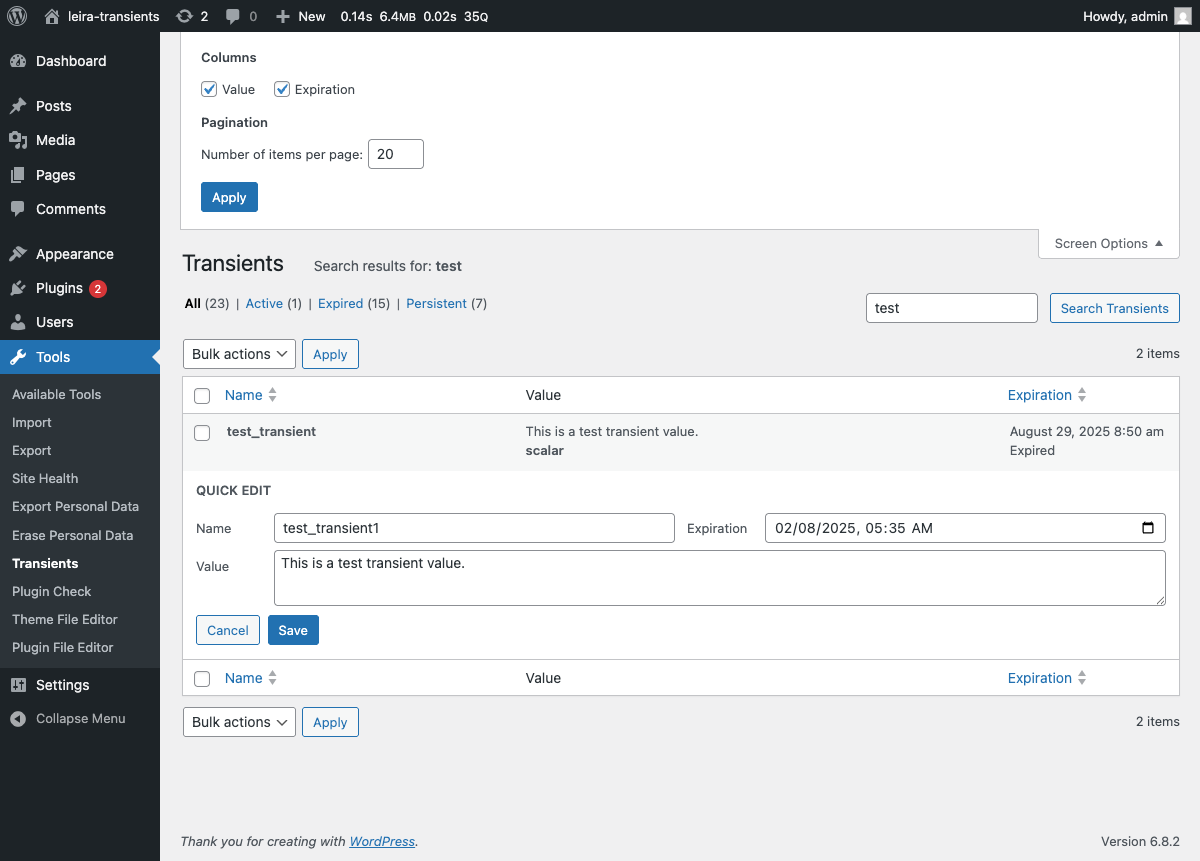 leira-transients 2 0 New 0.14s 6.4MB 0.02s 35Q Howdy, admin
Dashboard
Posts
Media
Pages
Comments
Appearance
Plugins 2
Users
Tools
Available Tools
Import
Export
Site Health
Export Personal Data
Erase Personal Data
Transients
Plugin Check
Theme File Editor
Plugin File Editor
Settings
Collapse Menu
Columns
Value Expiration
Pagination
Number of items per page: 20
Apply
Screen Options
Transients Search results for: test
All (23) | Active (1) | Expired (15) | Persistent (7)
test Search Transients
Bulk actions Apply 2 items
Name Value Expiration
test_transient This is a test transient value. August 29, 2025 8:50 am
scalar Expired
QUICK EDIT
Name test_transient1 Expiration 02/08/2025, 05:35 AM
Value This is a test transient value.
Cancel Save
Name Value Expiration
Bulk actions Apply 2 items
Thank you for creating with WordPress. Version 6.8.2